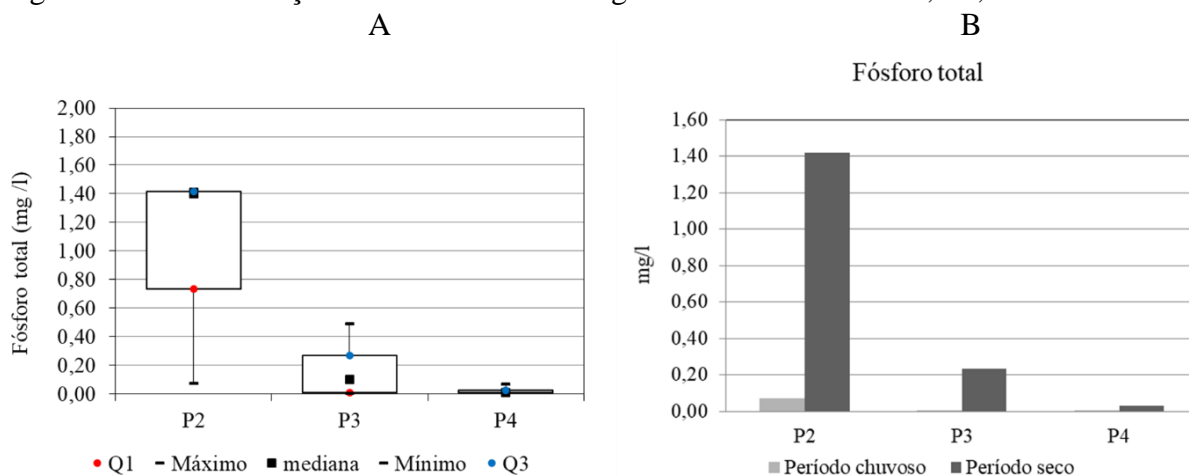 A B
Fósforo total
Fósforo total (mg /l)
2,00
1,80
1,60
1,40
1,20
1,00
0,80
0,60
0,40
0,20
0,00
P2 P3 P4
Q1 Máximo mediana Mínimo Q3
mg/l
1,60
1,40
1,20
1,00
0,80
0,60
0,40
0,20
0,00
P2 P3 P4
Período chuvoso Período seco